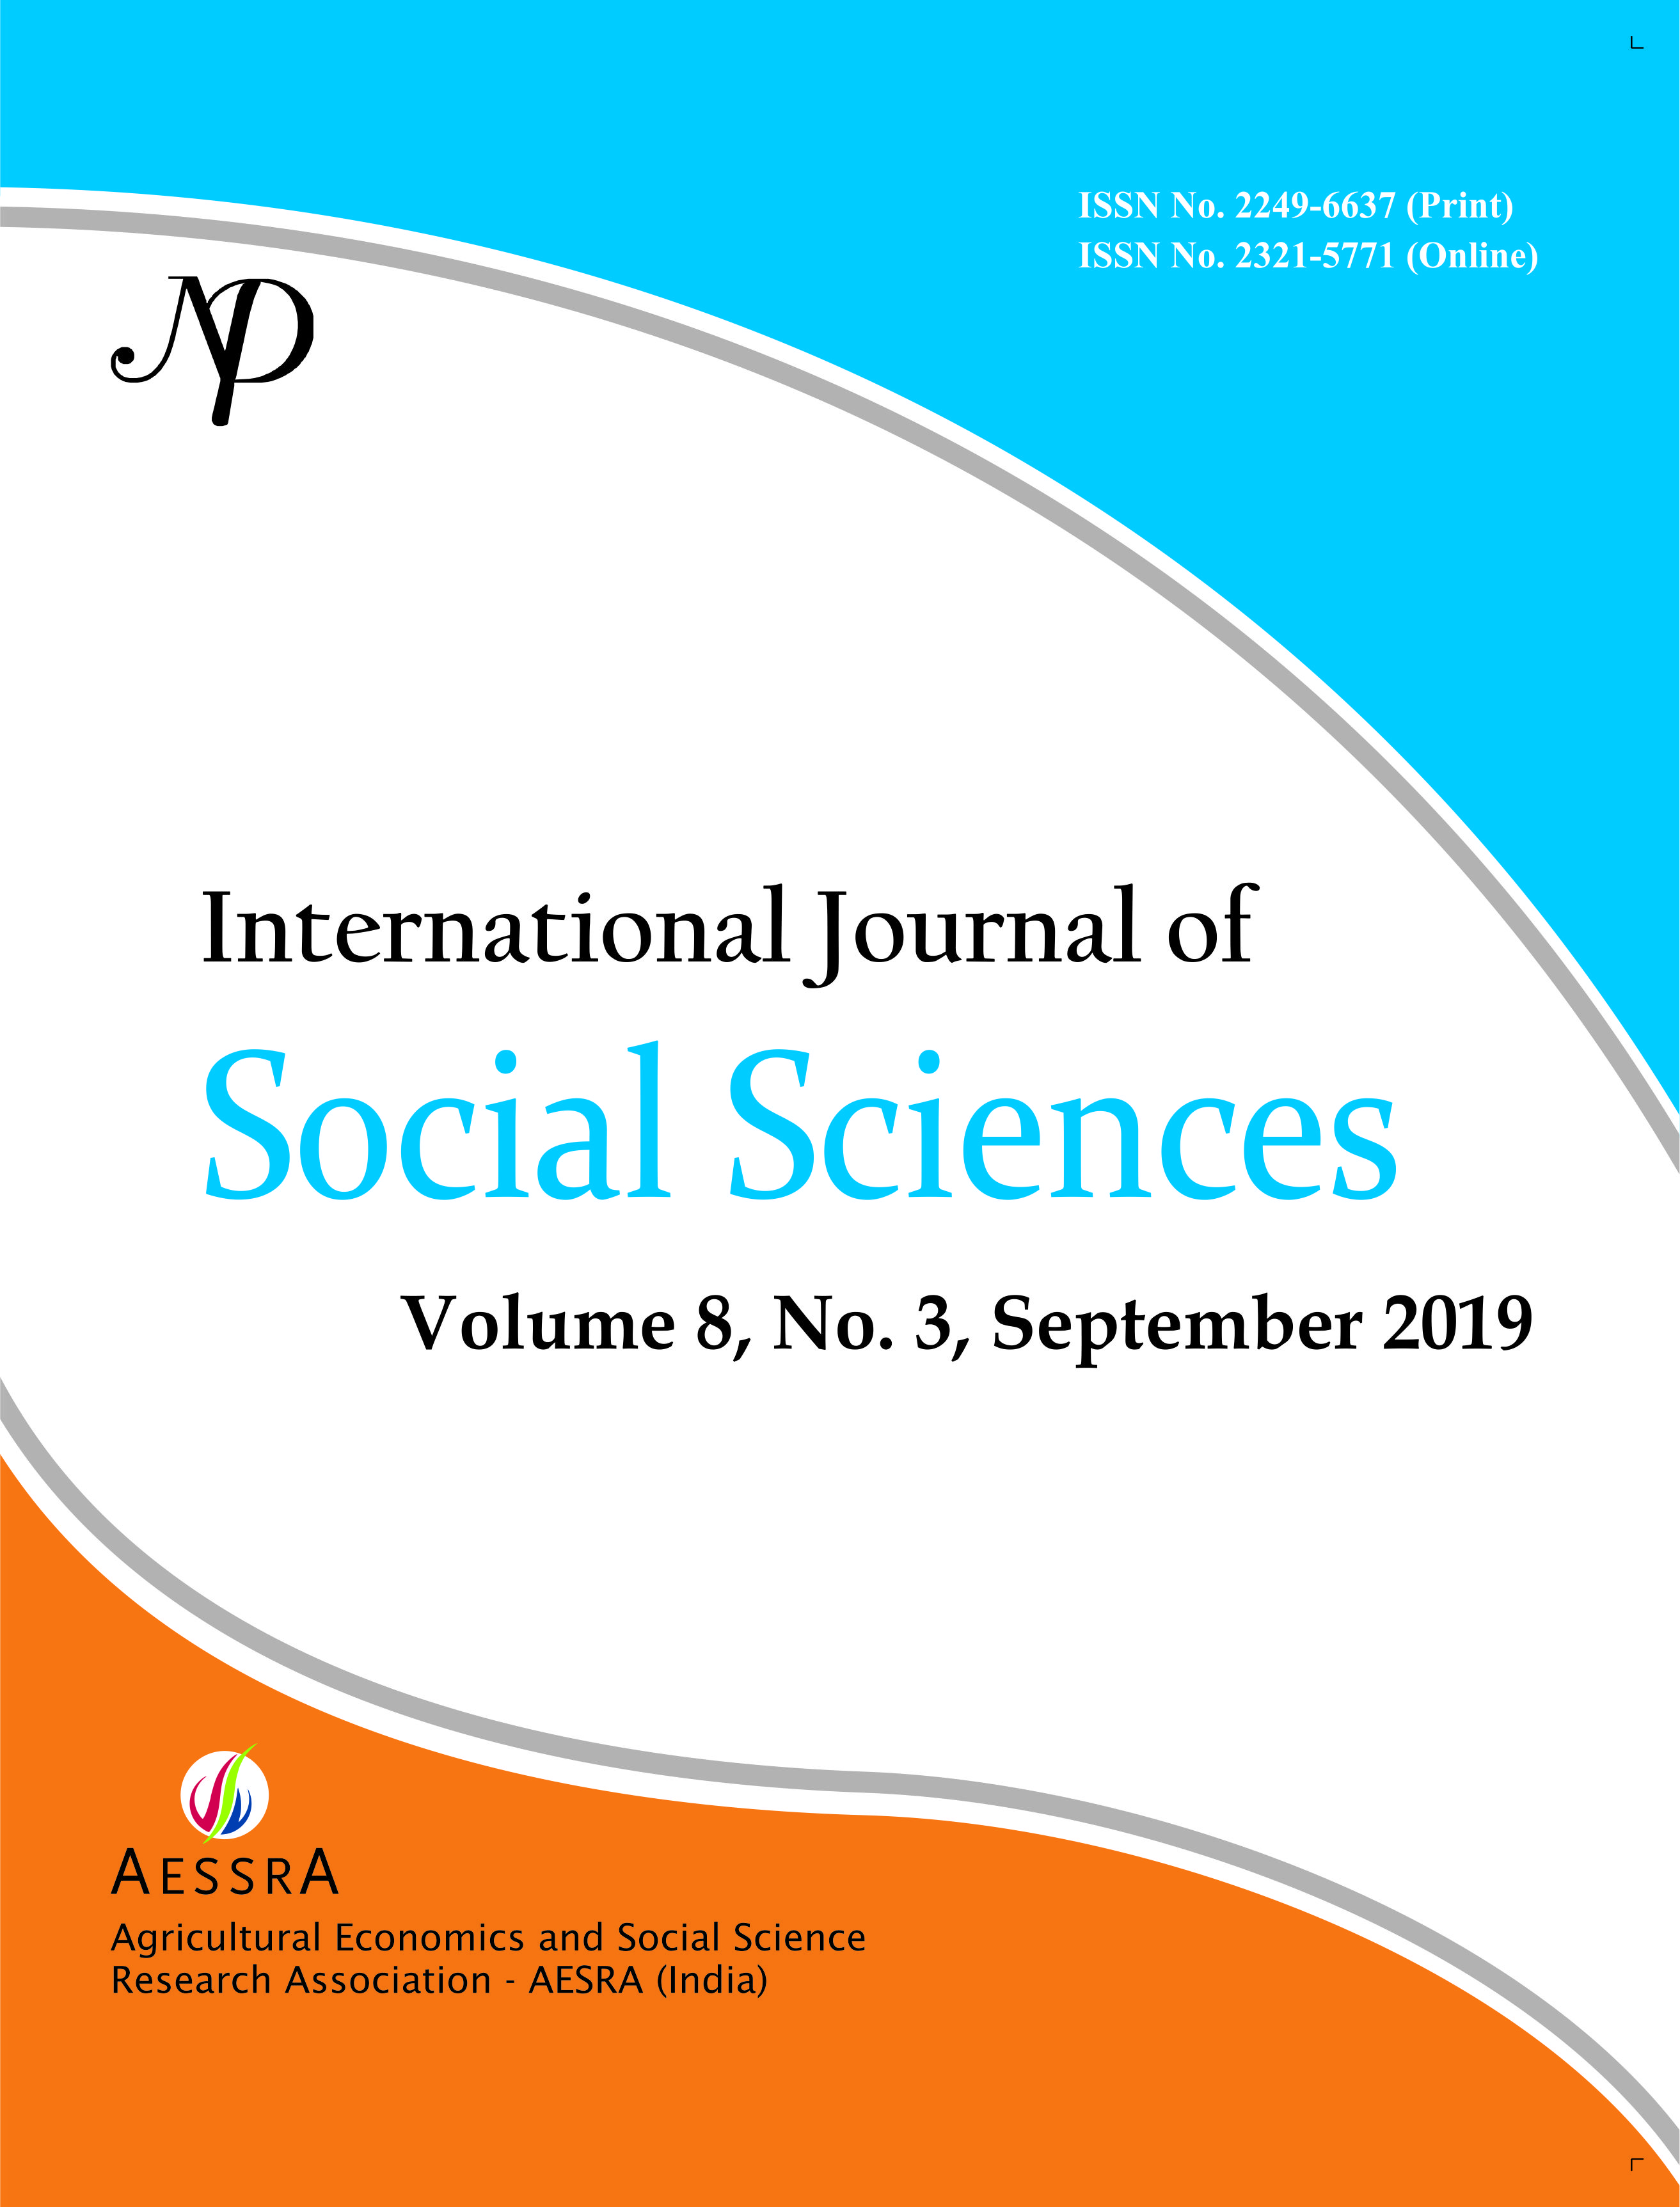 ISSN No. 2249-6637 (Print)
ISSN No. 2321-5771 (Online)
NP
International Journal of
Social Sciences
Volume 8, No. 3, September 2019
AESSRA
Agricultural Economics and Social Science
Research Association - AESRA (India)